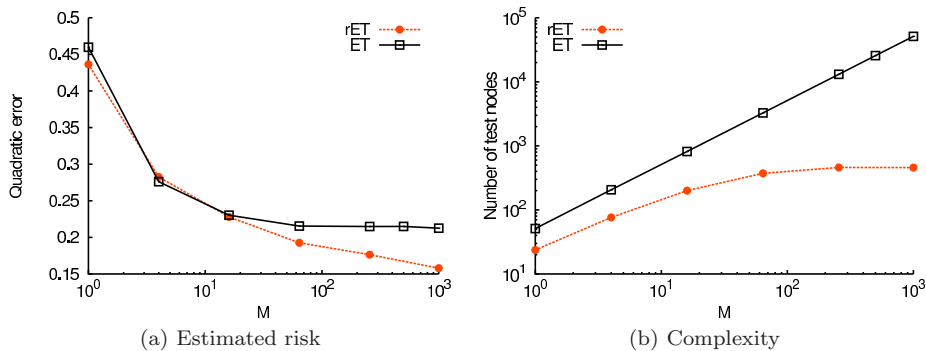 0.5
0.45
0.4
0.35
0.3
0.25
0.2
0.15
Quadratic error
rET
ET
10^0
10^1
10^2
10^3
M
(a) Estimated risk
10^5
10^4
10^3
10^2
10^1
Number of test nodes
rET
ET
10^0
10^1
10^2
10^3
M
(b) Complexity